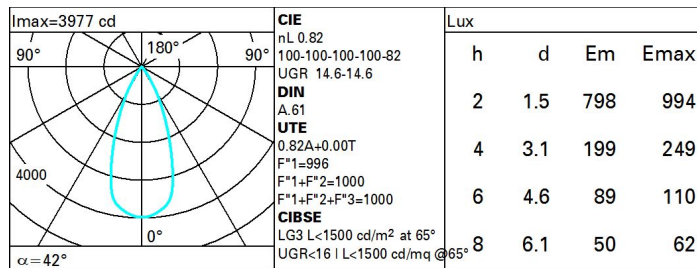 Imax=3977 cd
90° 180° 90°
4000
0°
α=42°
CIE
nL 0.82
100-100-100-100-82
UGR 14.6-14.6
DIN
A.61
UTE
0.82A+0.00T
F"1=996
F"1+F"2=1000
F"1+F"2+F"3=1000
CIBSE
LG3 L<1500 cd/m² at 65°
UGR<16 | L<1500 cd/mq @65°
Lux
h d Em Emax
2 1.5 798 994
4 3.1 199 249
6 4.6 89 110
8 6.1 50 62